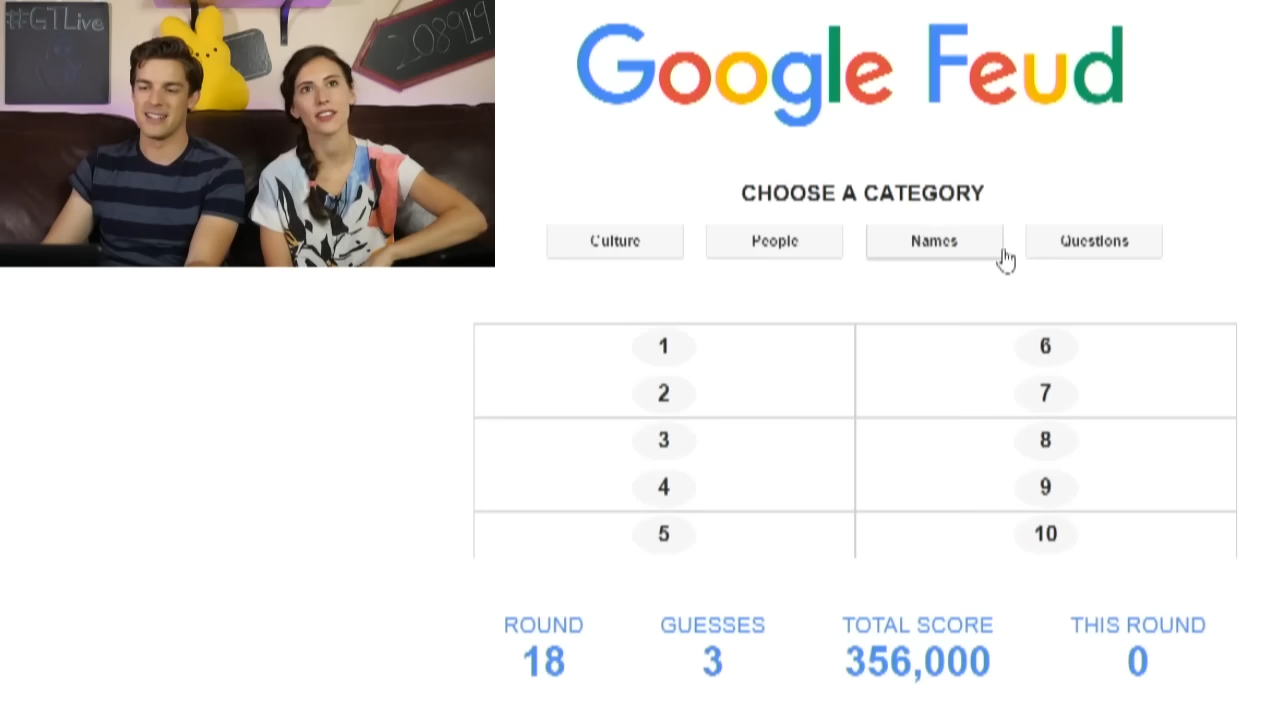 #GTLive
208919
Google Feud
CHOOSE A CATEGORY
Culture People Names Questions
1 6
2 7
3 8
4 9
5 10
ROUND GUESSES TOTAL SCORE THIS ROUND
18 3 356,000 0